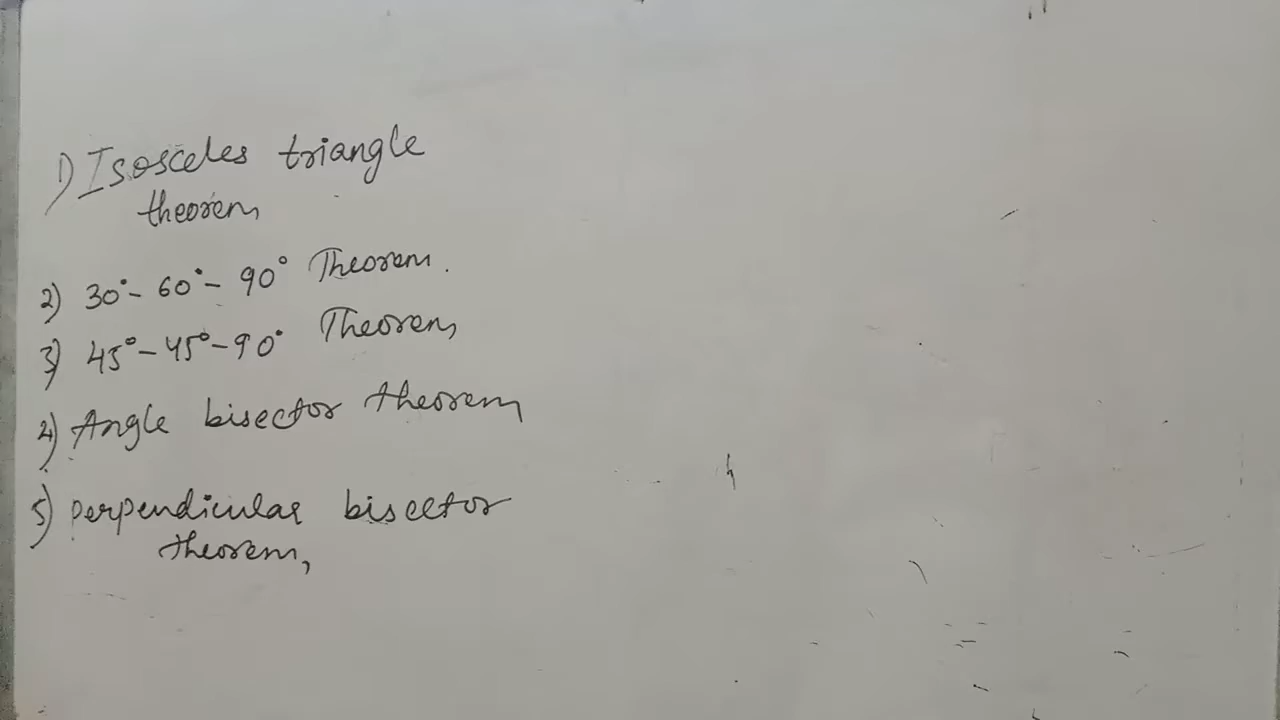 1) Isosceles triangle
theorem
2) 30°- 60°- 90° Theorem.
3) 45°- 45°- 90° Theorem
4) Angle bisector theorem
5) perpendicular bisector
theorem,